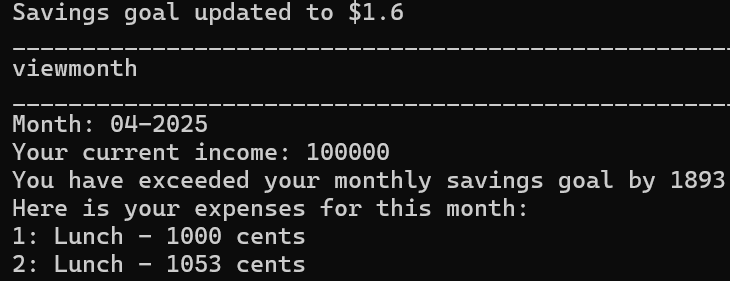 Savings goal updated to $1.6
____________________________________________________
viewmonth
____________________________________________________
Month: 04-2025
Your current income: 100000
You have exceeded your monthly savings goal by 1893
Here is your expenses for this month:
1: Lunch - 1000 cents
2: Lunch - 1053 cents